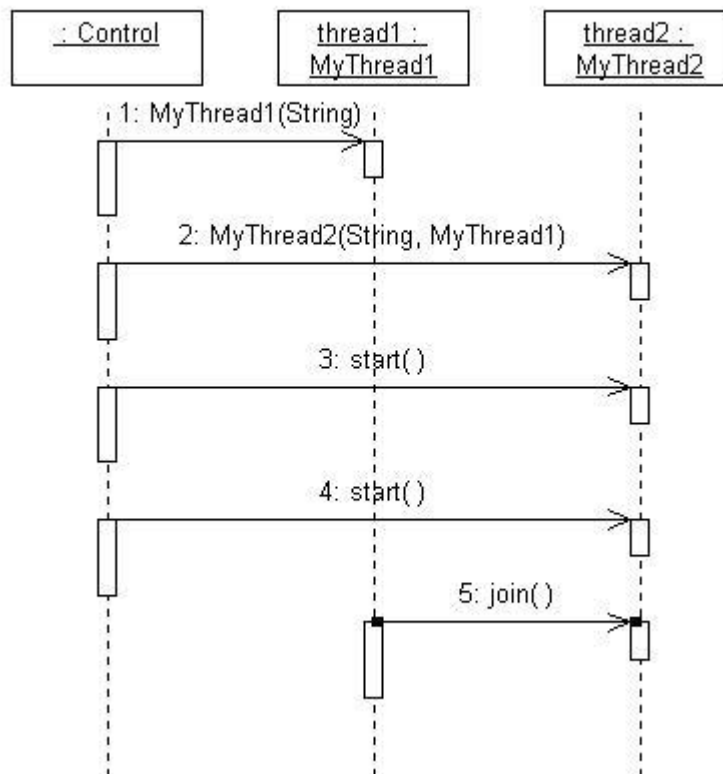 : Control
thread1 :
MyThread1
thread2 :
MyThread2
1: MyThread1(String)
2: MyThread2(String, MyThread1)
3: start( )
4: start( )
5: join( )